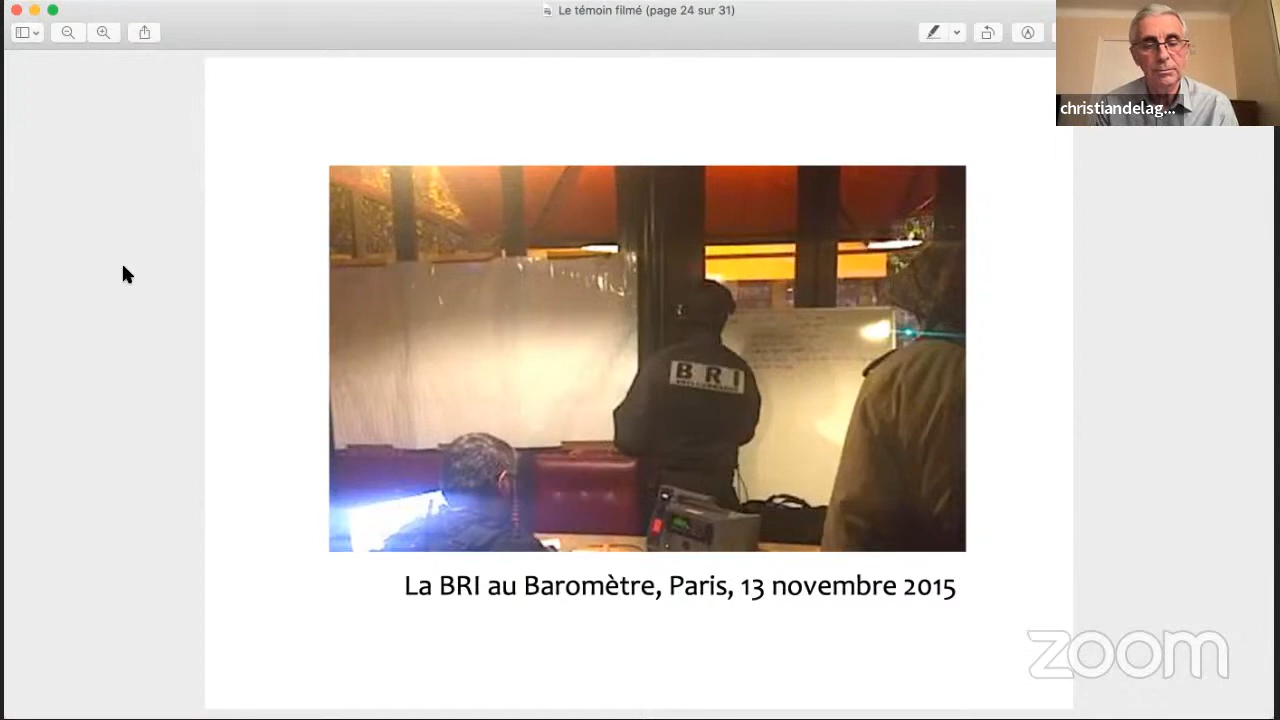 Le témoin filmé (page 24 sur 31)
christiandelag...
BRI
La BRI au Baromètre, Paris, 13 novembre 2015
zoom